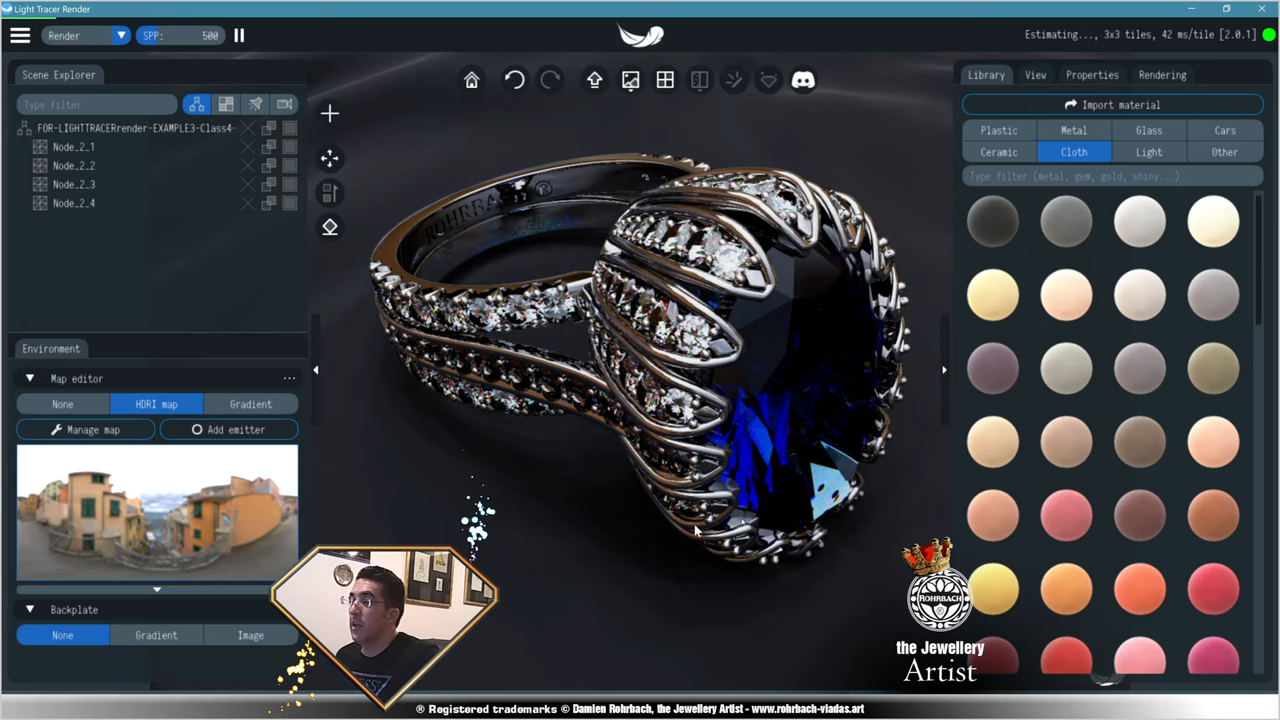 Light Tracer Render
Render
SPP: 500
Estimating..., 3x3 tiles, 42 ms/tile [2.0.1]
Scene Explorer
Type filter
FOR-LIGHTTRACERrender-EXAMPLE3-Class4-
Node_2_1
Node_2_2
Node_2_3
Node_2_4
Environment
Map editor
None HDRI map Gradient
Manage map Add emitter
Backplate
None Gradient Image
Library View Properties Rendering
Import material
Plastic Metal Glass Cars
Ceramic Cloth Light Other
Type filter (metal, gem, gold, shiny...)
ROHRBA
®
ROHRBACH
the Jewellery
Artist
® Registered trademarks © Damien Rohrbach, the Jewellery Artist - www.rohrbach-viadas.art